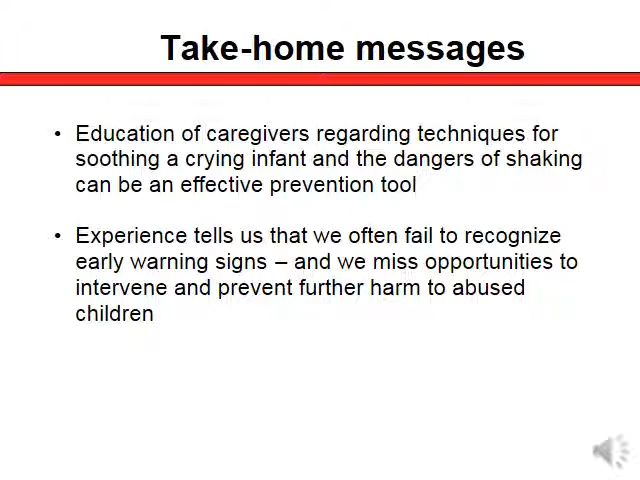 Take-home messages
• Education of caregivers regarding techniques for
soothing a crying infant and the dangers of shaking
can be an effective prevention tool
• Experience tells us that we often fail to recognize
early warning signs – and we miss opportunities to
intervene and prevent further harm to abused
children